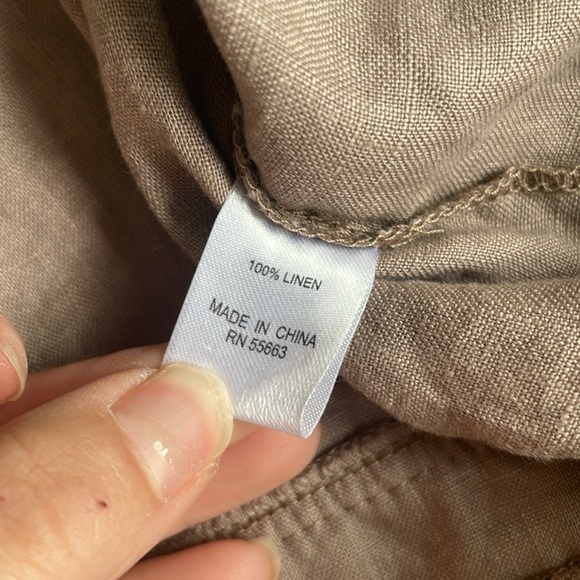 100% LINEN
MADE IN CHINA
RN 55663